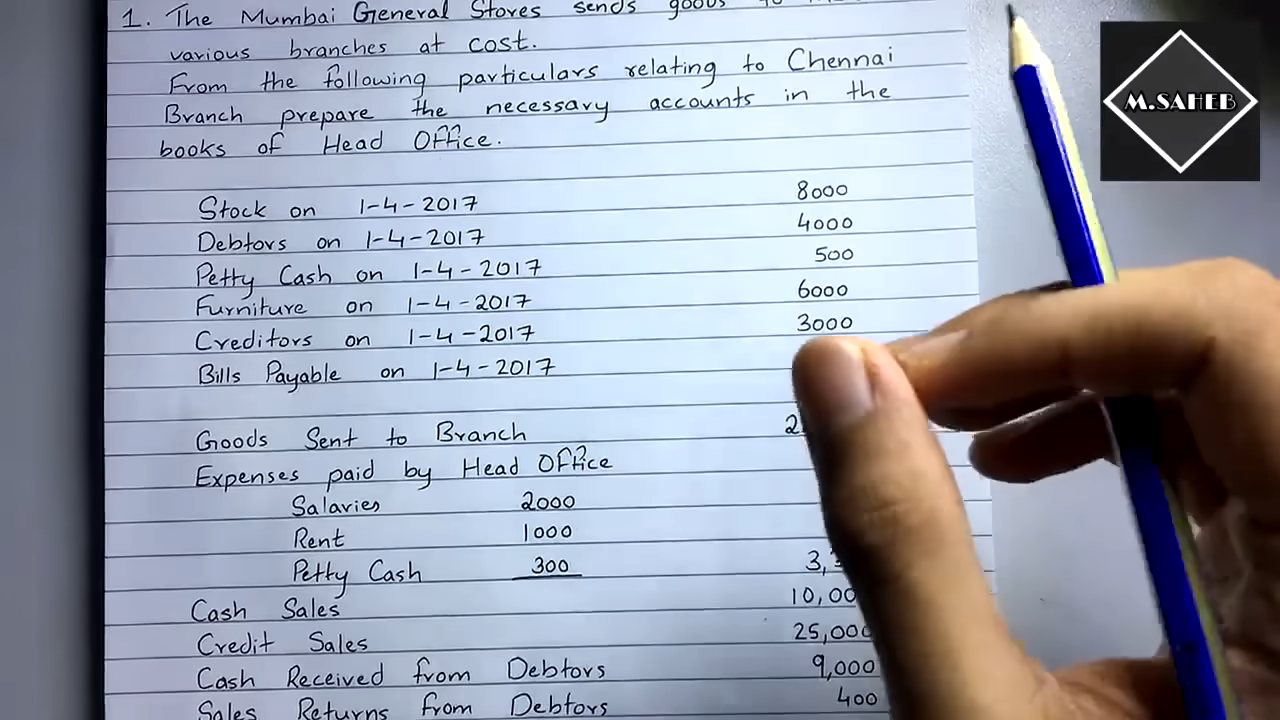 1. The Mumbai General Stores sends goods to
various branches at cost.
From the following particulars relating to Chennai
Branch prepare the necessary accounts in the
books of Head Office.
Stock on 1-4-2017 8000
Debtors on 1-4-2017 4000
Petty Cash on 1-4-2017 500
Furniture on 1-4-2017 6000
Creditors on 1-4-2017 3000
Bills Payable on 1-4-2017
Goods Sent to Branch
Expenses paid by Head Office
Salaries 2000
Rent 1000
Petty Cash 300
Cash Sales
Credit Sales 25,000
Cash Received from Debtors 9,000
Sales Returns from Debtors 400
M.SAHEB